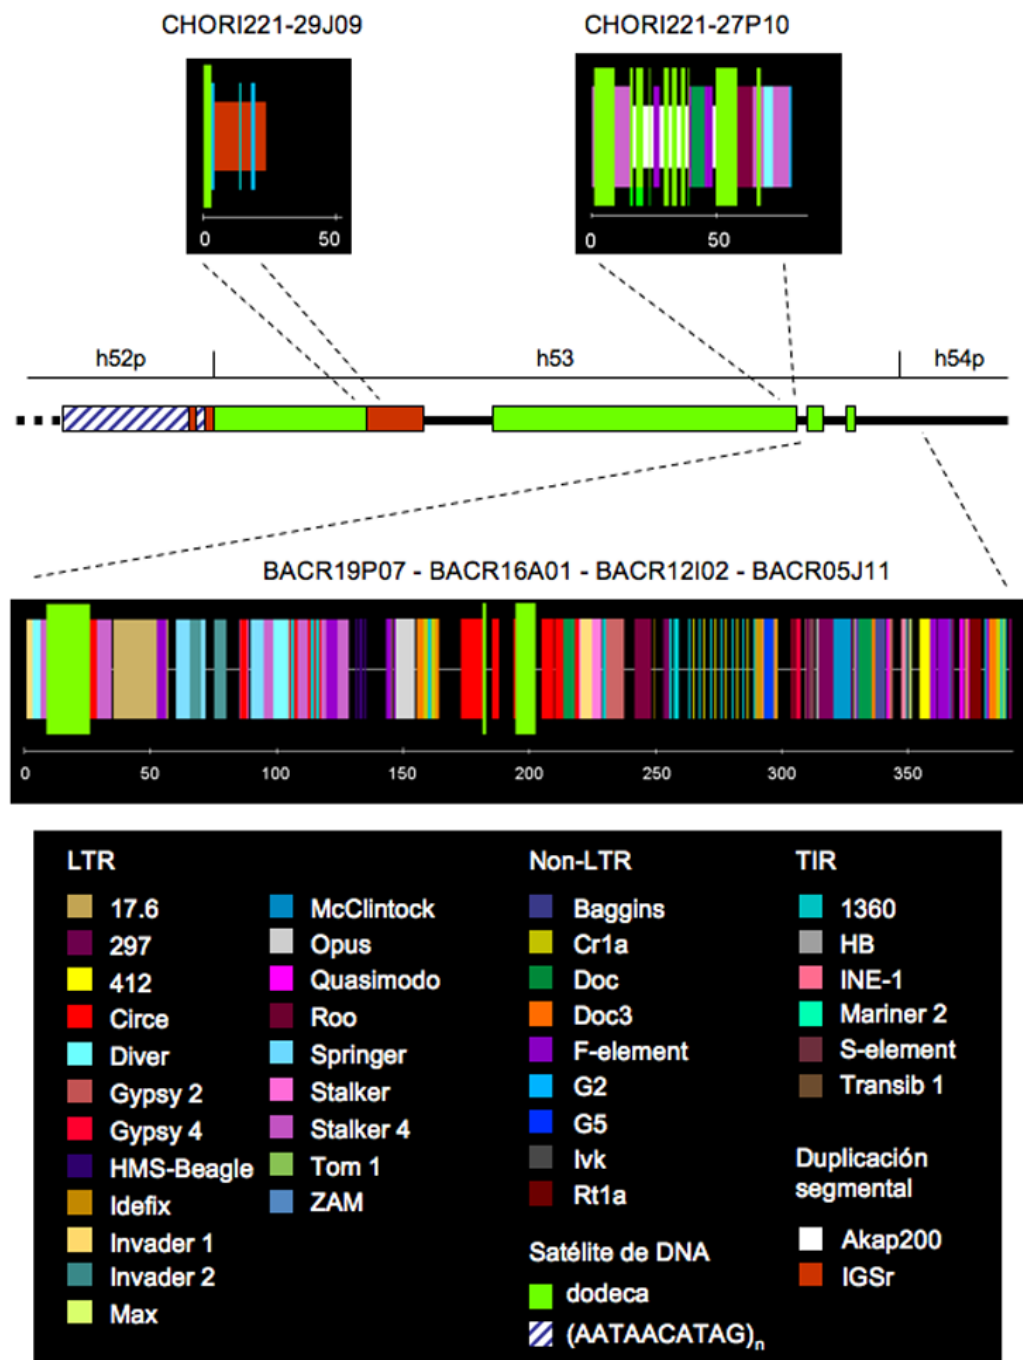 CHORI221-29J09
CHORI221-27P10
0 50
0 50
h52p h53 h54p
BACR19P07 - BACR16A01 - BACR12I02 - BACR05J11
0 50 100 150 200 250 300 350
LTR
17.6
297
412
Circe
Diver
Gypsy 2
Gypsy 4
HMS-Beagle
Idefix
Invader 1
Invader 2
Max
McClintock
Opus
Quasimodo
Roo
Springer
Stalker
Stalker 4
Tom 1
ZAM
Non-LTR
Baggins
Cr1a
Doc
Doc3
F-element
G2
G5
Ivk
Rt1a
Satélite de DNA
dodeca
(AATAACATAG)n
TIR
1360
HB
INE-1
Mariner 2
S-element
Transib 1
Duplicación
segmental
Akap200
IGSr